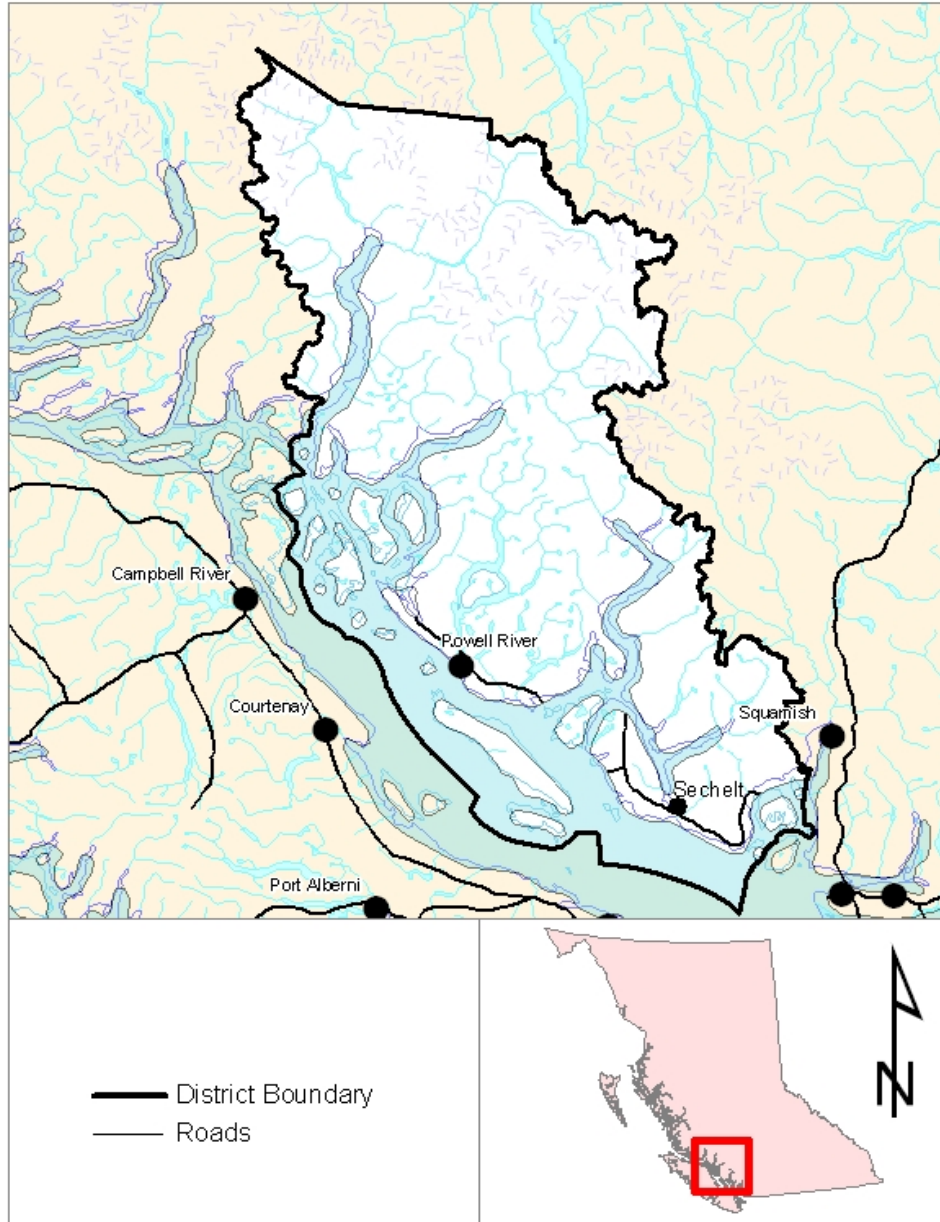 Campbell River
Powell River
Courtenay
Squamish
Sechelt
Port Alberni
District Boundary
Roads
N